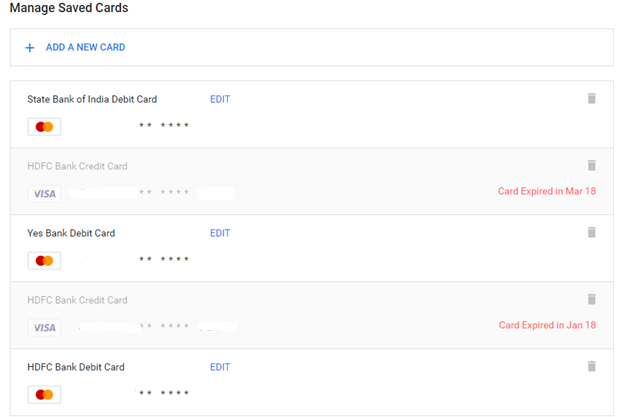 Manage Saved Cards
+ ADD A NEW CARD
State Bank of India Debit Card EDIT
** ****
HDFC Bank Credit Card
VISA ** **** Card Expired in Mar 18
Yes Bank Debit Card EDIT
** ****
HDFC Bank Credit Card
VISA ** **** Card Expired in Jan 18
HDFC Bank Debit Card EDIT
** ****